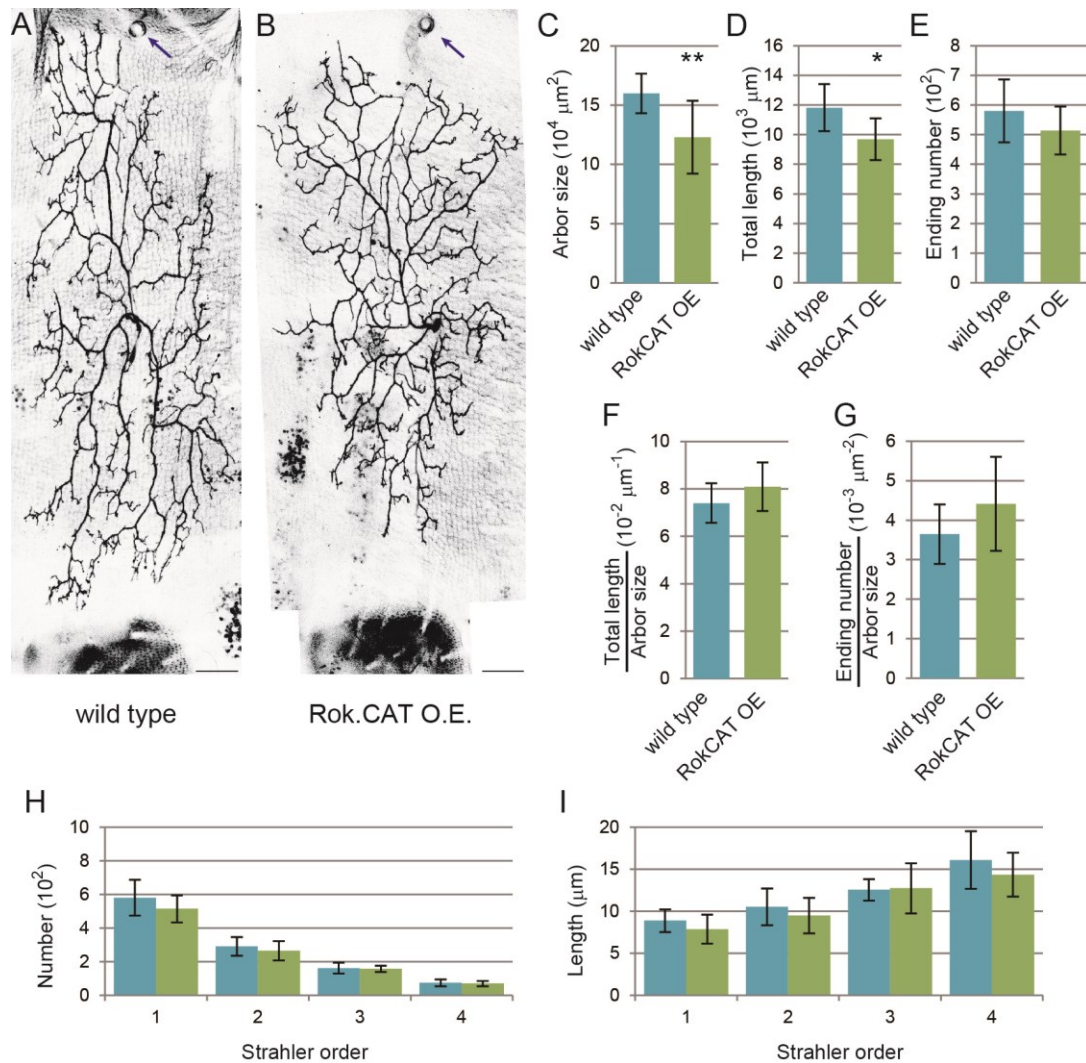 A
B
wild type
Rok.CAT O.E.
C
Arbor size (10⁴ μm²)
20
15
10
5
0
**
wild type
RokCAT OE
D
Total length (10³ μm)
16
14
12
10
8
6
4
2
0
*
wild type
RokCAT OE
E
Ending number (10²)
8
7
6
5
4
3
2
1
0
wild type
RokCAT OE
F
Total length
Arbor size
(10⁻² μm⁻¹)
10
8
6
4
2
0
wild type
RokCAT OE
G
Ending number
Arbor size
(10⁻³ μm⁻²)
6
5
4
3
2
1
0
wild type
RokCAT OE
H
Number (10²)
10
8
6
4
2
0
1 2 3 4
Strahler order
I
Length (μm)
20
15
10
5
0
1 2 3 4
Strahler order